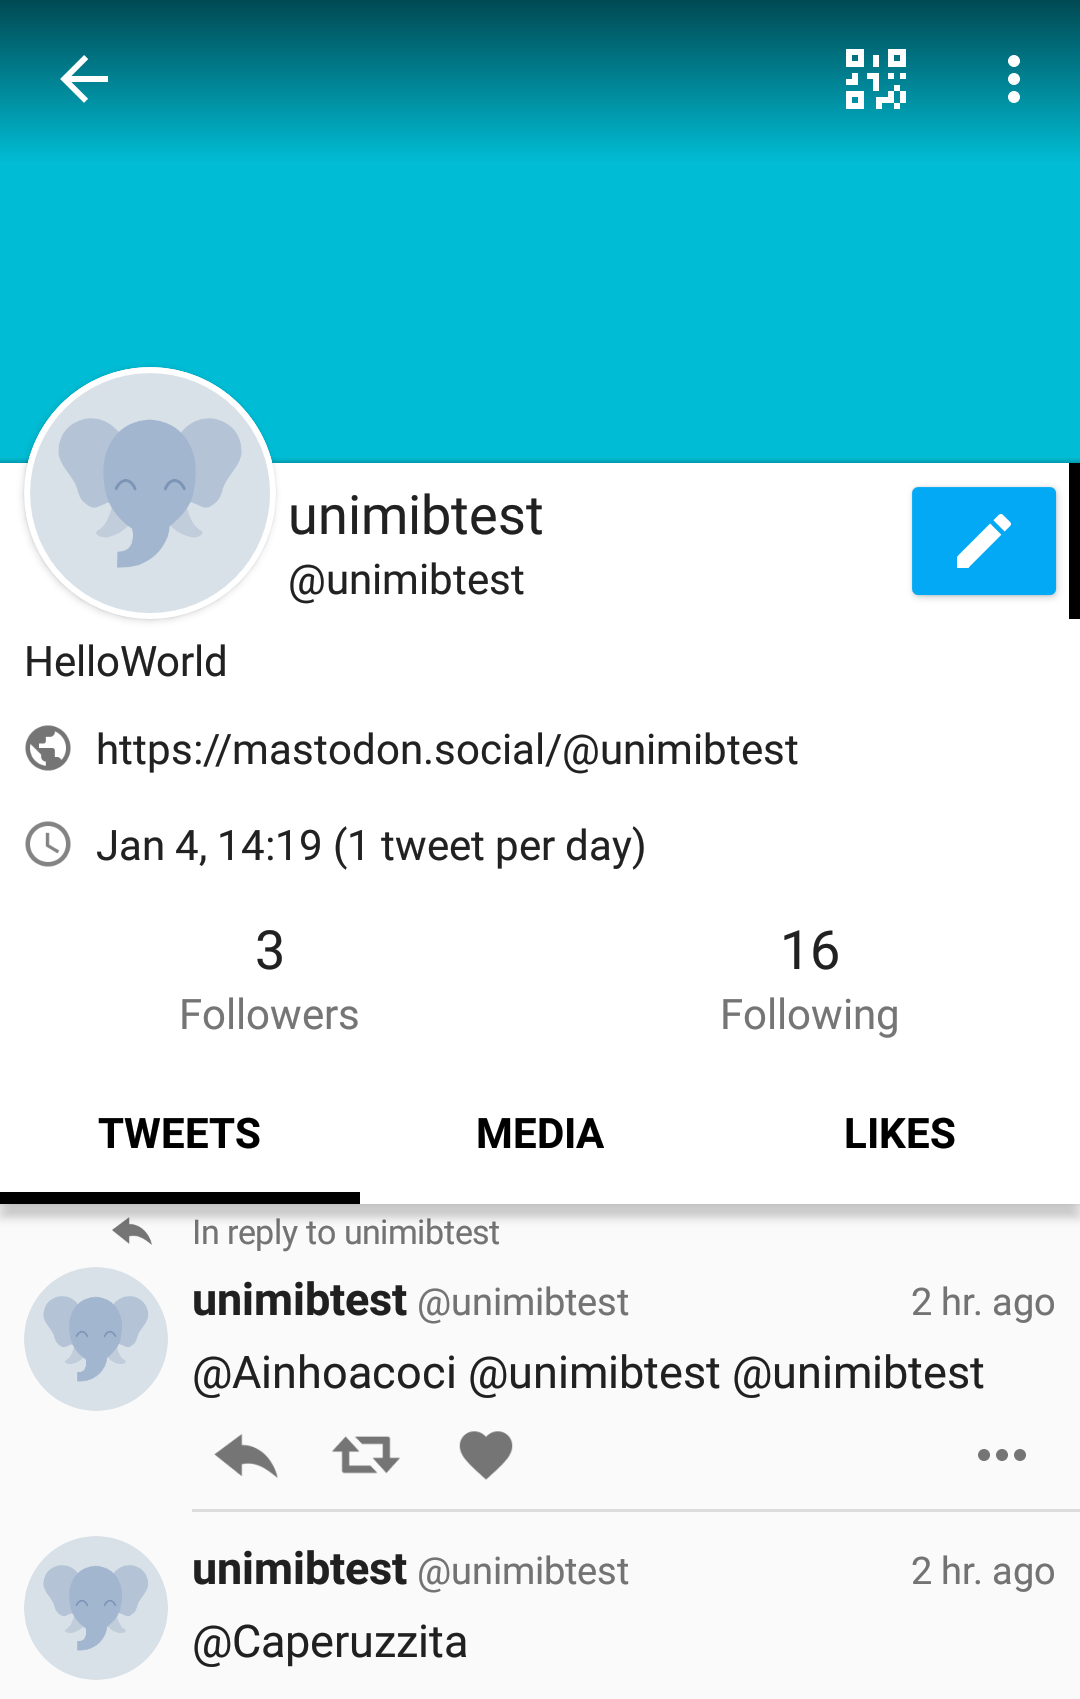 unimibtest
@unimibtest
HelloWorld
https://mastodon.social/@unimibtest
Jan 4, 14:19 (1 tweet per day)
3 16
Followers Following
TWEETS MEDIA LIKES
In reply to unimibtest
unimibtest @unimibtest 2 hr. ago
@Ainhoacoci @unimibtest @unimibtest
unimibtest @unimibtest 2 hr. ago
@Caperuzzita